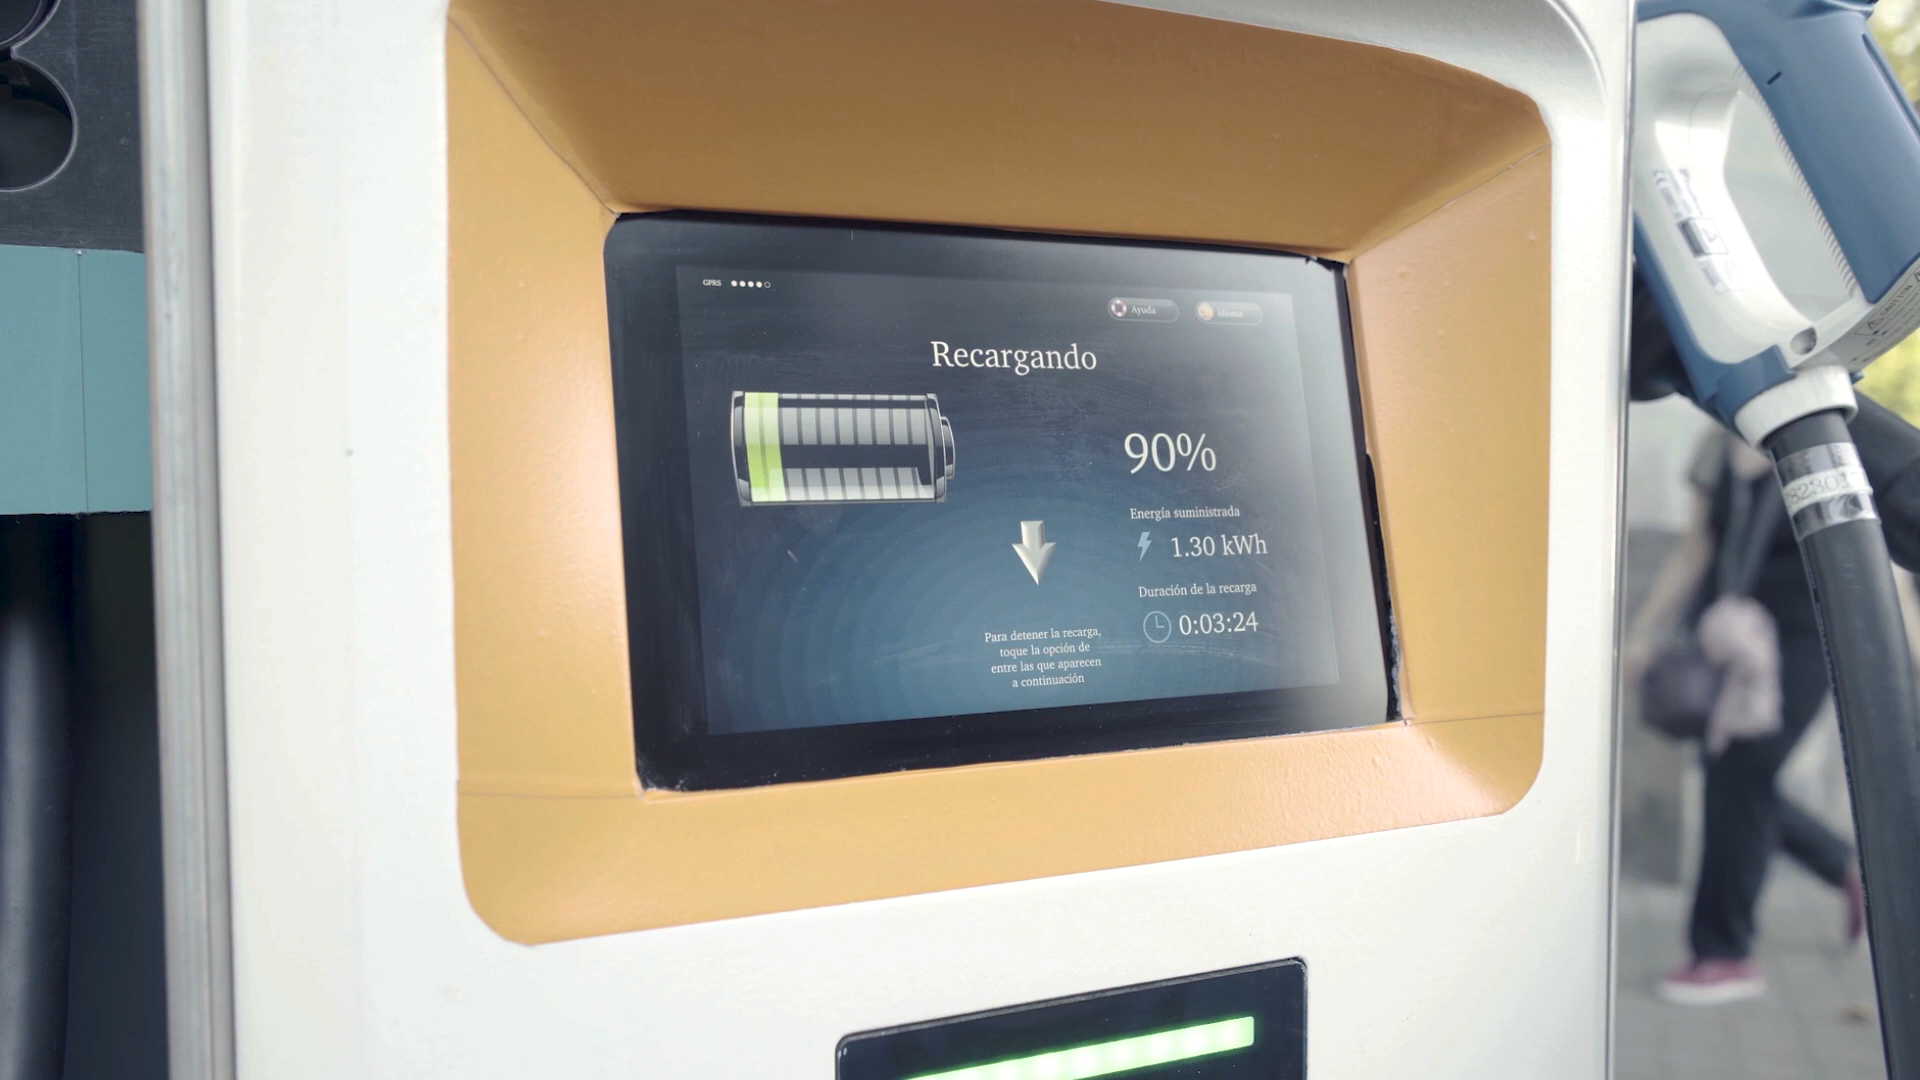 GPRS
Ayuda
Idioma
Recargando
90%
Energía suministrada
1.30 kWh
Duración de la recarga
0:03:24
Para detener la recarga,
toque la opción de
entre las que aparecen
a continuación